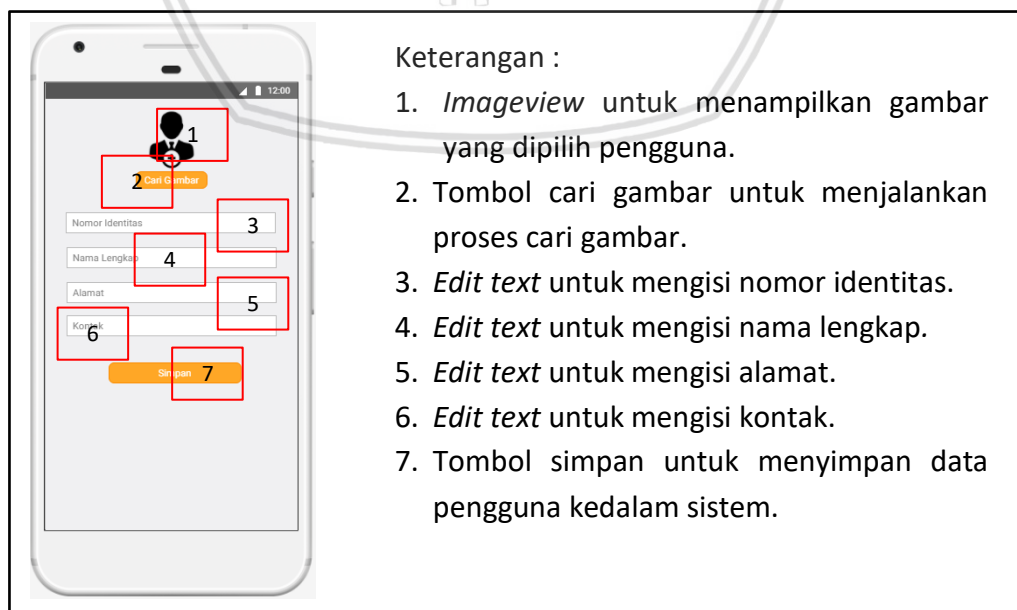 12:00
1
2 Cari Gambar
Nomor Identitas 3
Nama Lengkap 4
Alamat
5
Kontak
6
Simpan 7
Keterangan :
1. Imageview untuk menampilkan gambar
yang dipilih pengguna.
2. Tombol cari gambar untuk menjalankan
proses cari gambar.
3. Edit text untuk mengisi nomor identitas.
4. Edit text untuk mengisi nama lengkap.
5. Edit text untuk mengisi alamat.
6. Edit text untuk mengisi kontak.
7. Tombol simpan untuk menyimpan data
pengguna kedalam sistem.